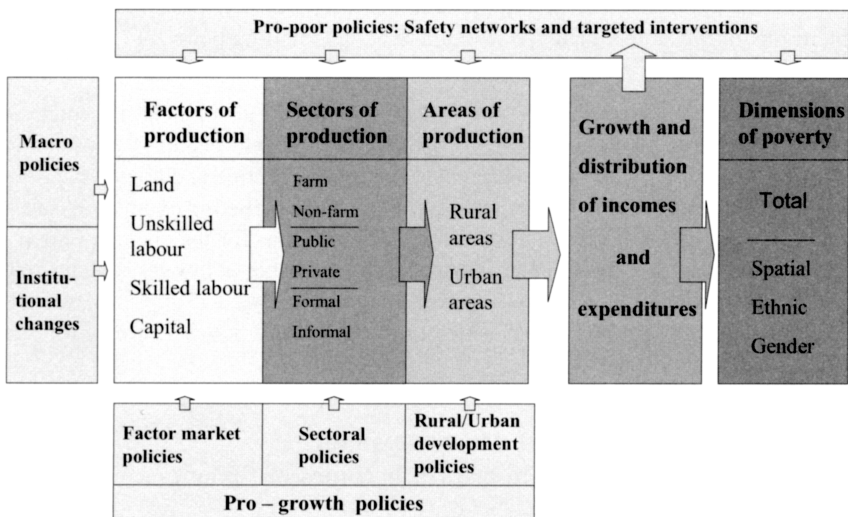 Pro-poor policies: Safety networks and targeted interventions
Macro
policies
Institu-
tional
changes
Factors of
production
Land
Unskilled
labour
Skilled labour
Capital
Sectors of
production
Farm
Non-farm
Public
Private
Formal
Informal
Areas of
production
Rural
areas
Urban
areas
Growth and
distribution
of incomes
and
expenditures
Dimensions
of poverty
Total
Spatial
Ethnic
Gender
Factor market
policies
Sectoral
policies
Rural/Urban
development
policies
Pro – growth policies